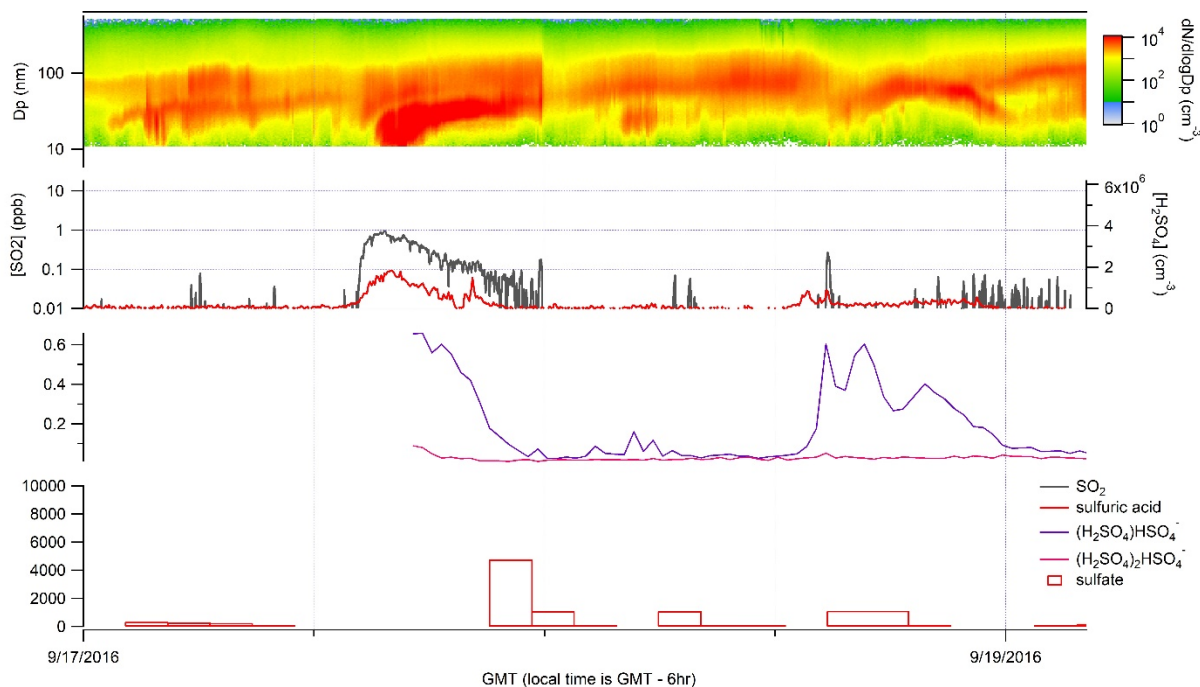 Dp (nm)
100
10
10⁴
10²
10⁰
dN/dlogDp (cm⁻³)
[SO2] (ppb)
10
1
0.1
0.01
6x10⁶
4
2
0
[H₂SO₄] (cm⁻³)
0.6
0.4
0.2
10000
8000
6000
4000
2000
0
SO₂
sulfuric acid
(H₂SO₄)HSO₄⁻
(H₂SO₄)₂HSO₄⁻
sulfate
9/17/2016
9/19/2016
GMT (local time is GMT - 6hr)